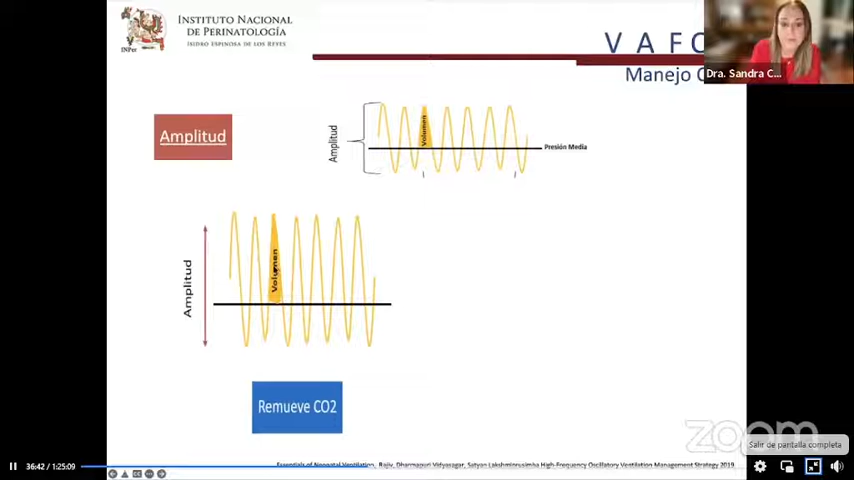 INSTITUTO NACIONAL
DE PERINATOLOGÍA
ISIDRO ESPINOSA DE LOS REYES
INPer
V A F O
Manejo
Dra. Sandra C...
Amplitud
Amplitud
Volumen
Presión Media
Amplitud
Volumen
Remueve CO2
zoom
Salir de pantalla completa
36:42 / 1:25:09
Essentials of Neonatal Ventilation, Rajiv, Dharmapuri Vidyasagar, Satyan Lakshminrusimha High-Frequency Oscillatory Ventilation Management Strategy 2019.